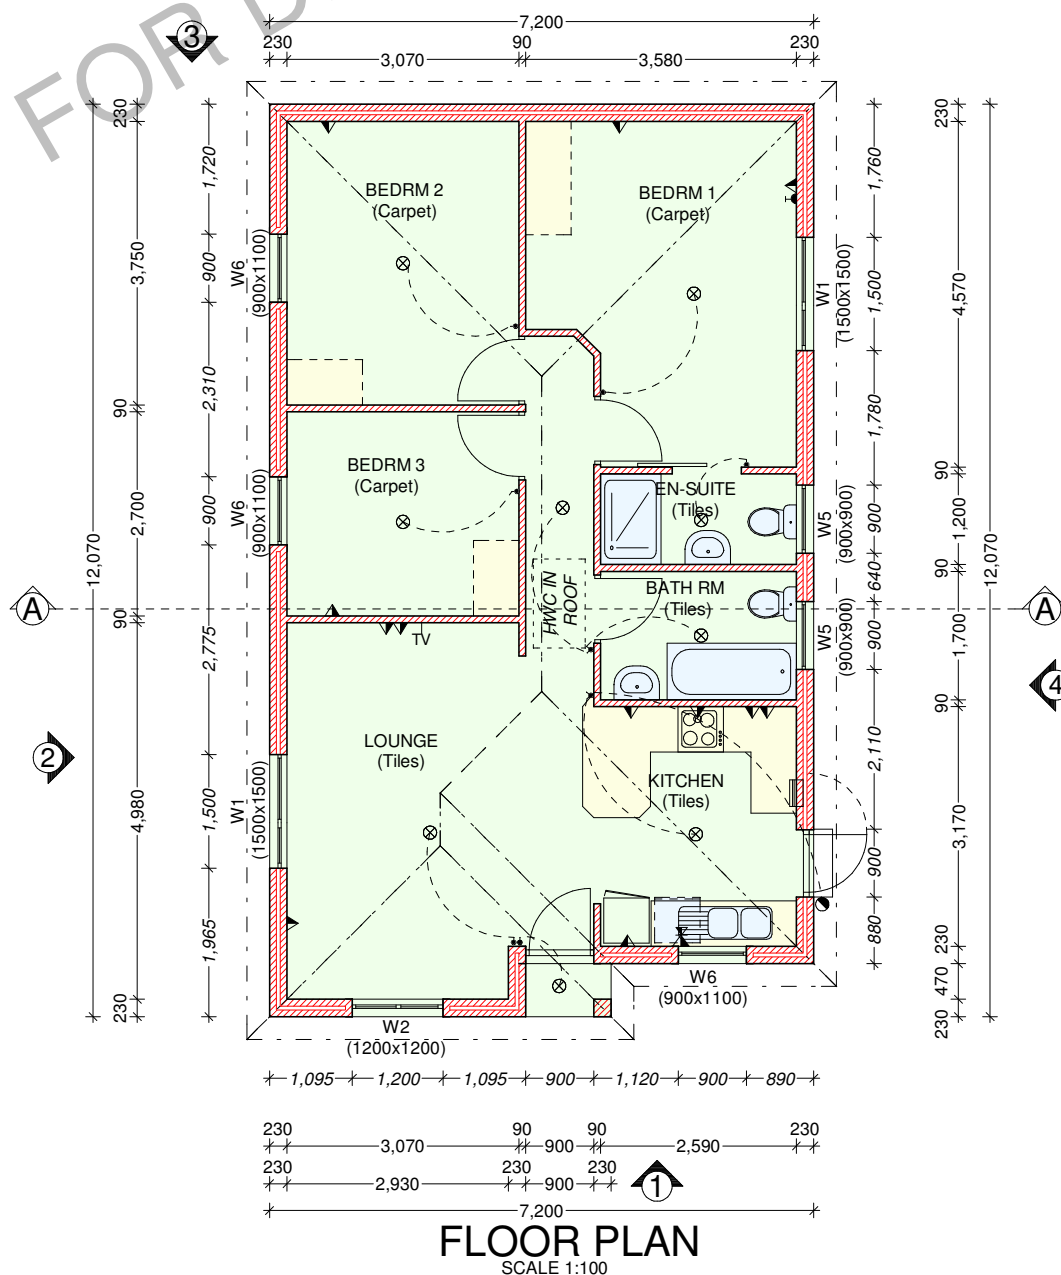 FOR
7,200
230 90 230
3,070 3,580
3
BEDRM 2
(Carpet)
BEDRM 1
(Carpet)
W6
(900x1100)
W1
(1500x1500)
BEDRM 3
(Carpet)
EN-SUITE
(Tiles)
W6
(900x1100)
W5
(900x900)
HWC IN
ROOF
BATH RM
(Tiles)
W5
(900x900)
A
A
TV
4
2
LOUNGE
(Tiles)
KITCHEN
(Tiles)
W1
(1500x1500)
W6
(900x1100)
W2
(1200x1200)
12,070
230
3,750
90
2,700
90
4,980
230
1,720
900
2,310
900
2,775
1,500
1,965
1,760
1,500
1,780
900
640
900
2,110
900
880
230
4,570
90
1,200
90
1,700
90
3,170
230
470
230
12,070
1,095 1,200 1,095 900 1,120 900 890
230 90 90 230
3,070 900 2,590
230 230 230
2,930 900
1
7,200
FLOOR PLAN
SCALE 1:100